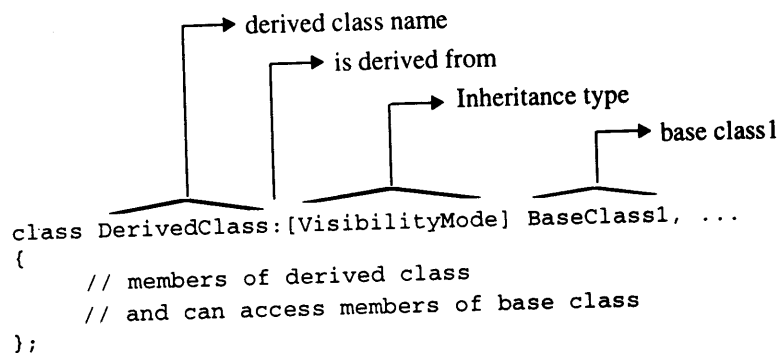 derived class name
is derived from
Inheritance type
base class1
class DerivedClass:[VisibilityMode] BaseClass1, ...
{
// members of derived class
// and can access members of base class
};